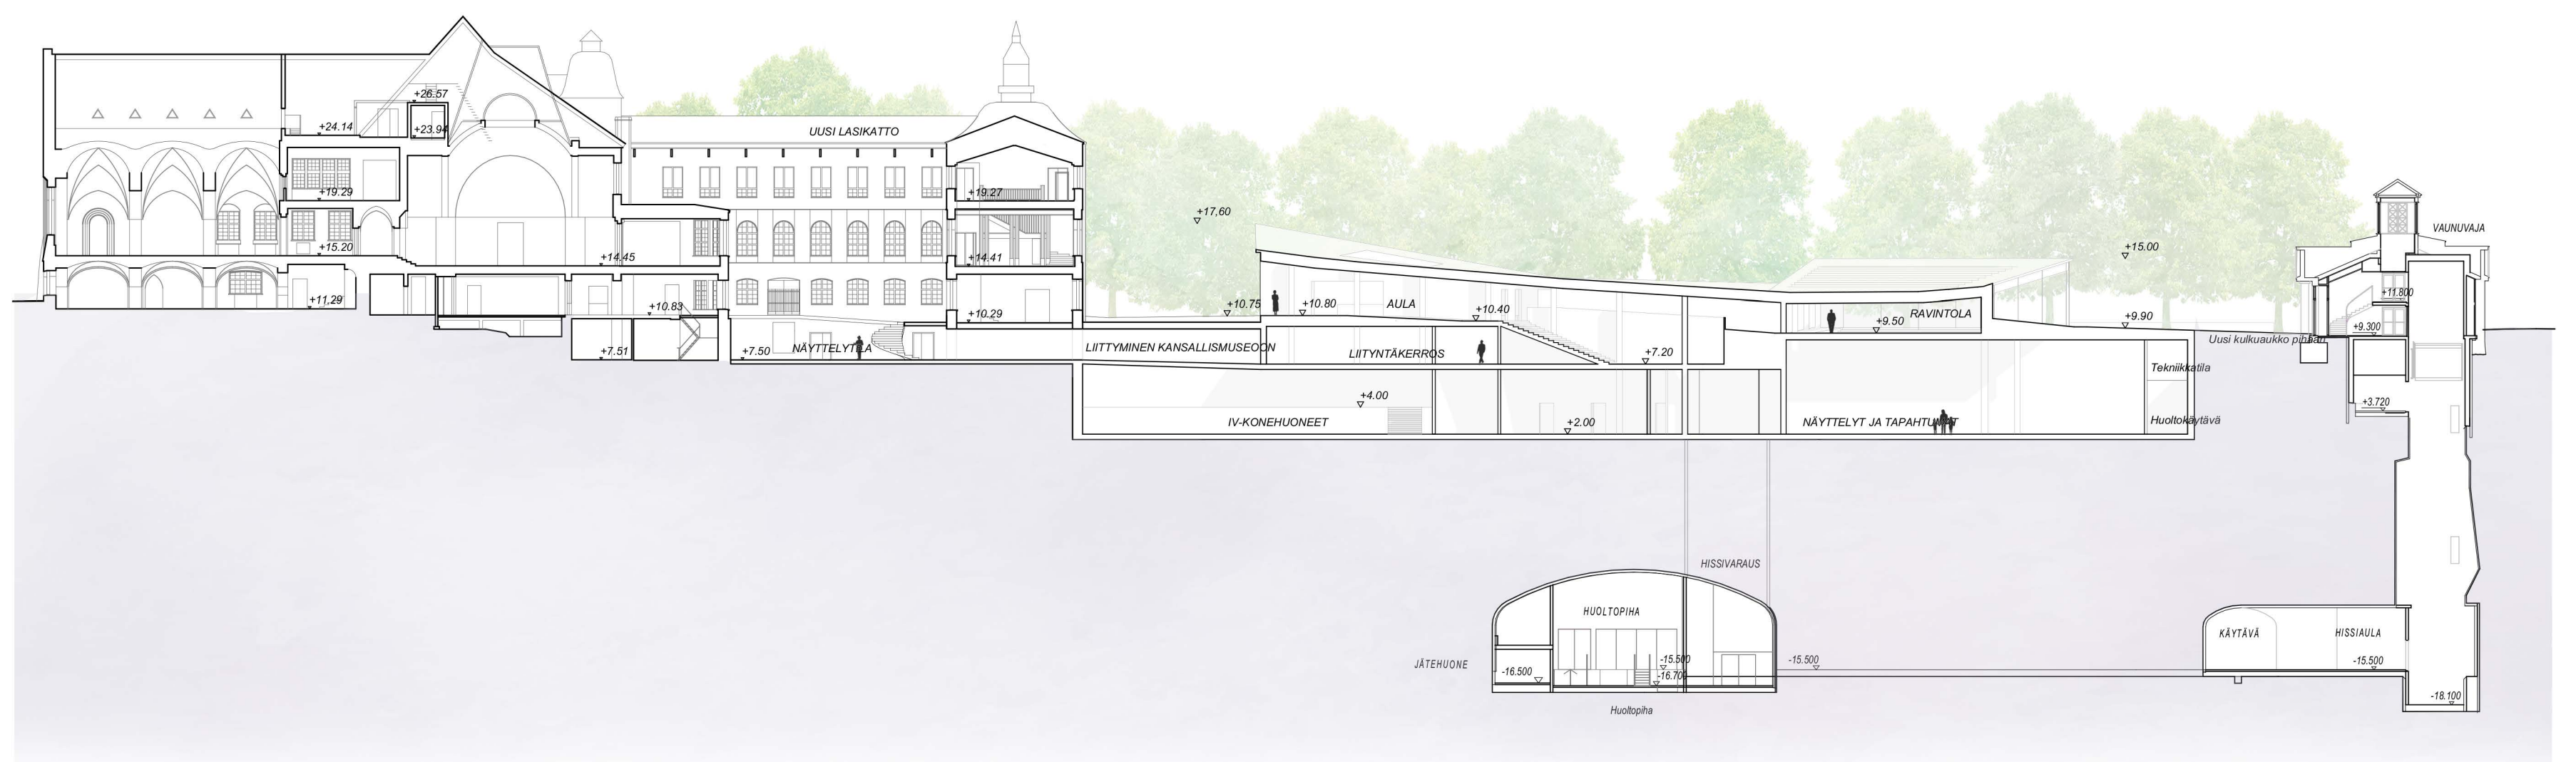 +26.57
+24.14
+23.94
UUSI LASIKATTO
+19.29
+19.27
+17,60
VAUNUVAJA
+15.20
+14.45
+14.41
+15.00
+11,29
+10.83
+10.29
+10.75
+10.80
AULA
+10.40
RAVINTOLA
+9.50
+9.90
+11.800
+9.300
+7.51
+7.50
NÄYTTELYTILA
LIITTYMINEN KANSALLISMUSEOON
LIITYNTÄKERROS
+7.20
Uusi kulkuaukko pihaan
Tekniikkatila
+4.00
+3.720
IV-KONEHUONEET
+2.00
NÄYTTELYT JA TAPAHTUMAT
Huoltokäytävä
HISSIVARAUS
HUOLTOPIHA
KÄYTÄVÄ
HISSIAULA
JÄTEHUONE
-16.500
-15.500
-16.700
-15.500
-15.500
-18.100
Huoltopiha